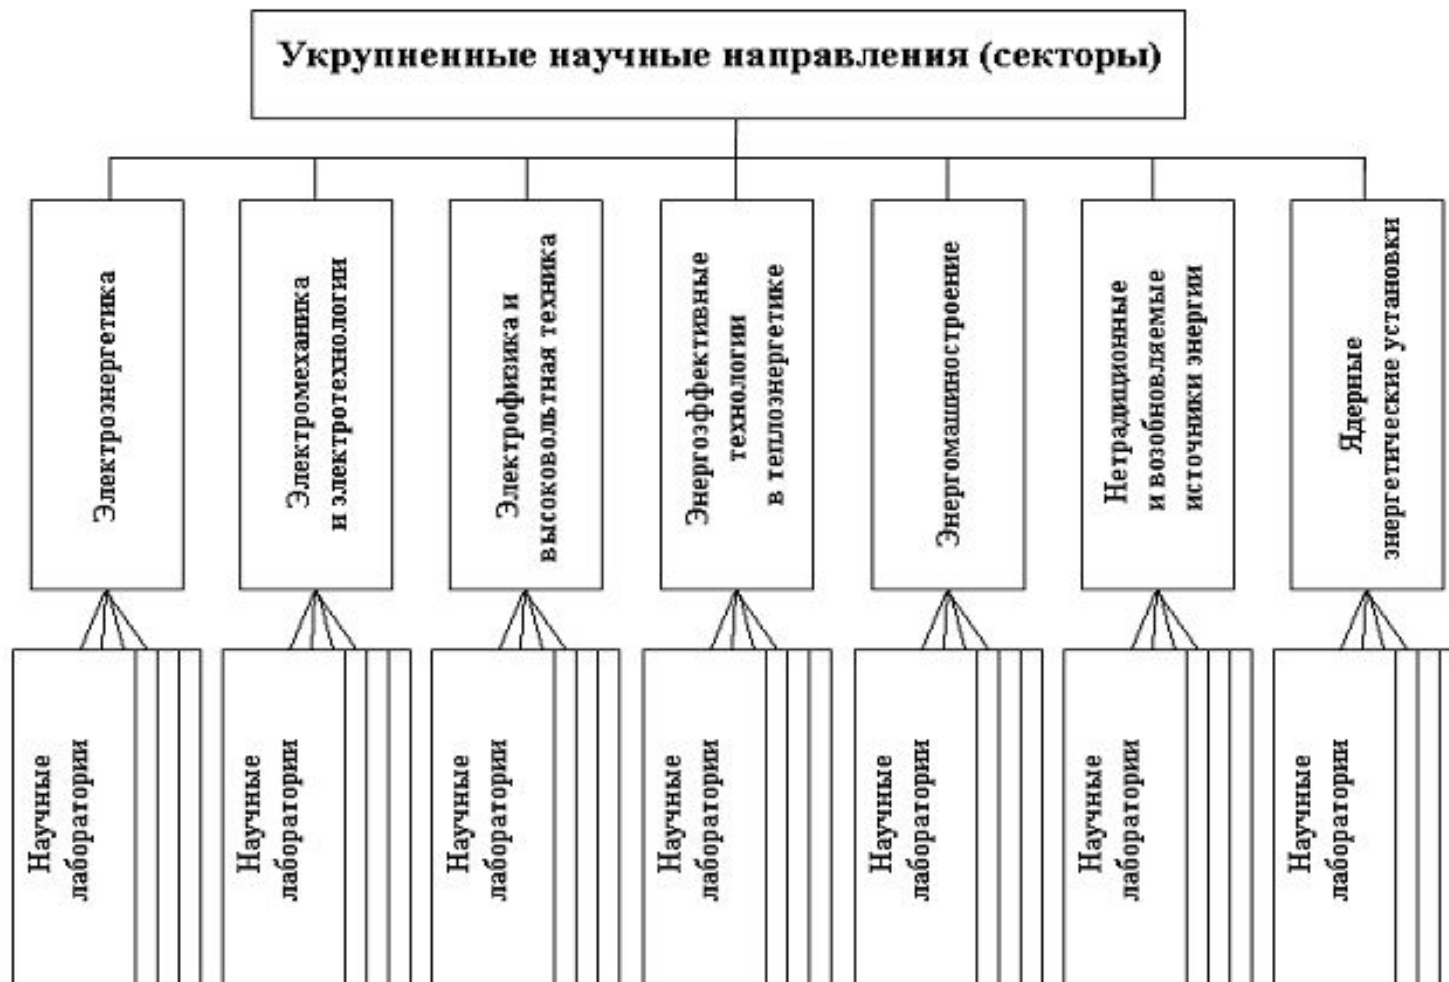 Укрупненные научные направления (секторы)
Электроэнергетика
Электромеханика
и электротехнологии
Электрофизика и
высоковольтная техника
Энергоэффективные
технологии
в теплоэнергетике
Энергомашиностроение
Нетрадиционные
и возобновляемые
источники энергии
Ядерные
энергетические установки
Научные
лаборатории
Научные
лаборатории
Научные
лаборатории
Научные
лаборатории
Научные
лаборатории
Научные
лаборатории
Научные
лаборатории